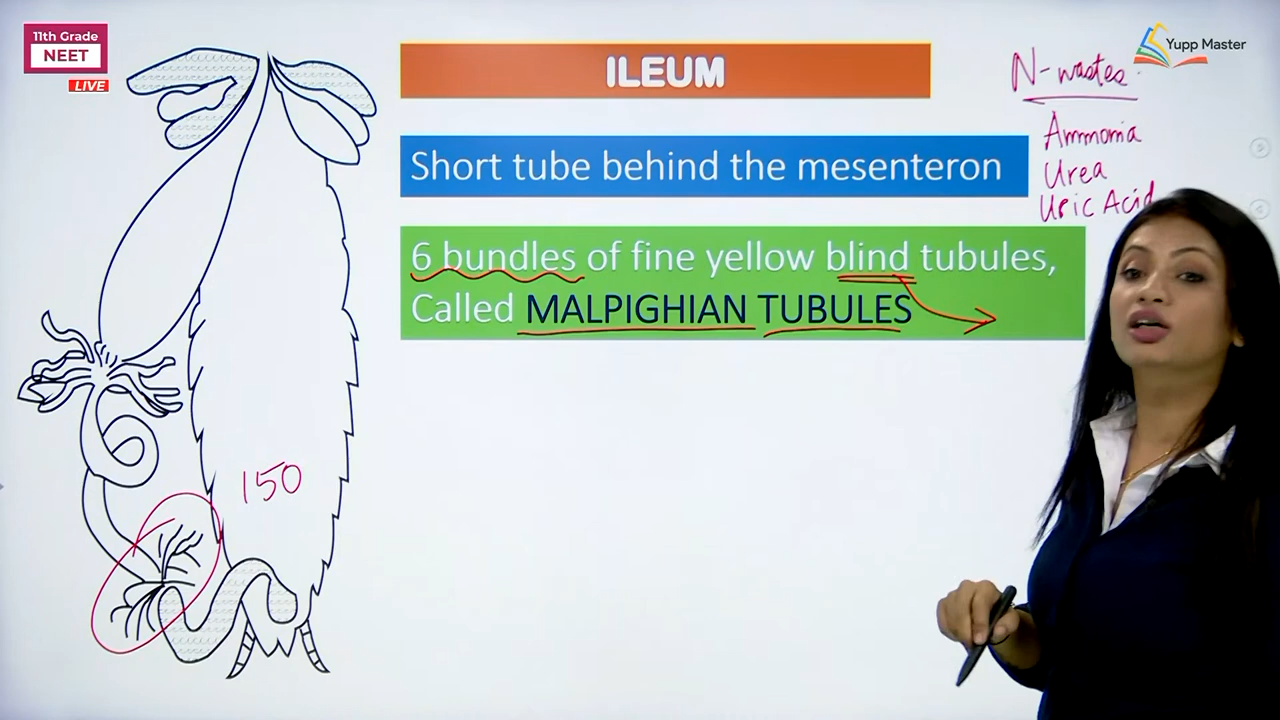 11th Grade
NEET
LIVE
Yupp Master
ILEUM
N-wastes
Ammonia
Urea
Uric Acid
Short tube behind the mesenteron
6 bundles of fine yellow blind tubules,
Called MALPIGHIAN TUBULES
150